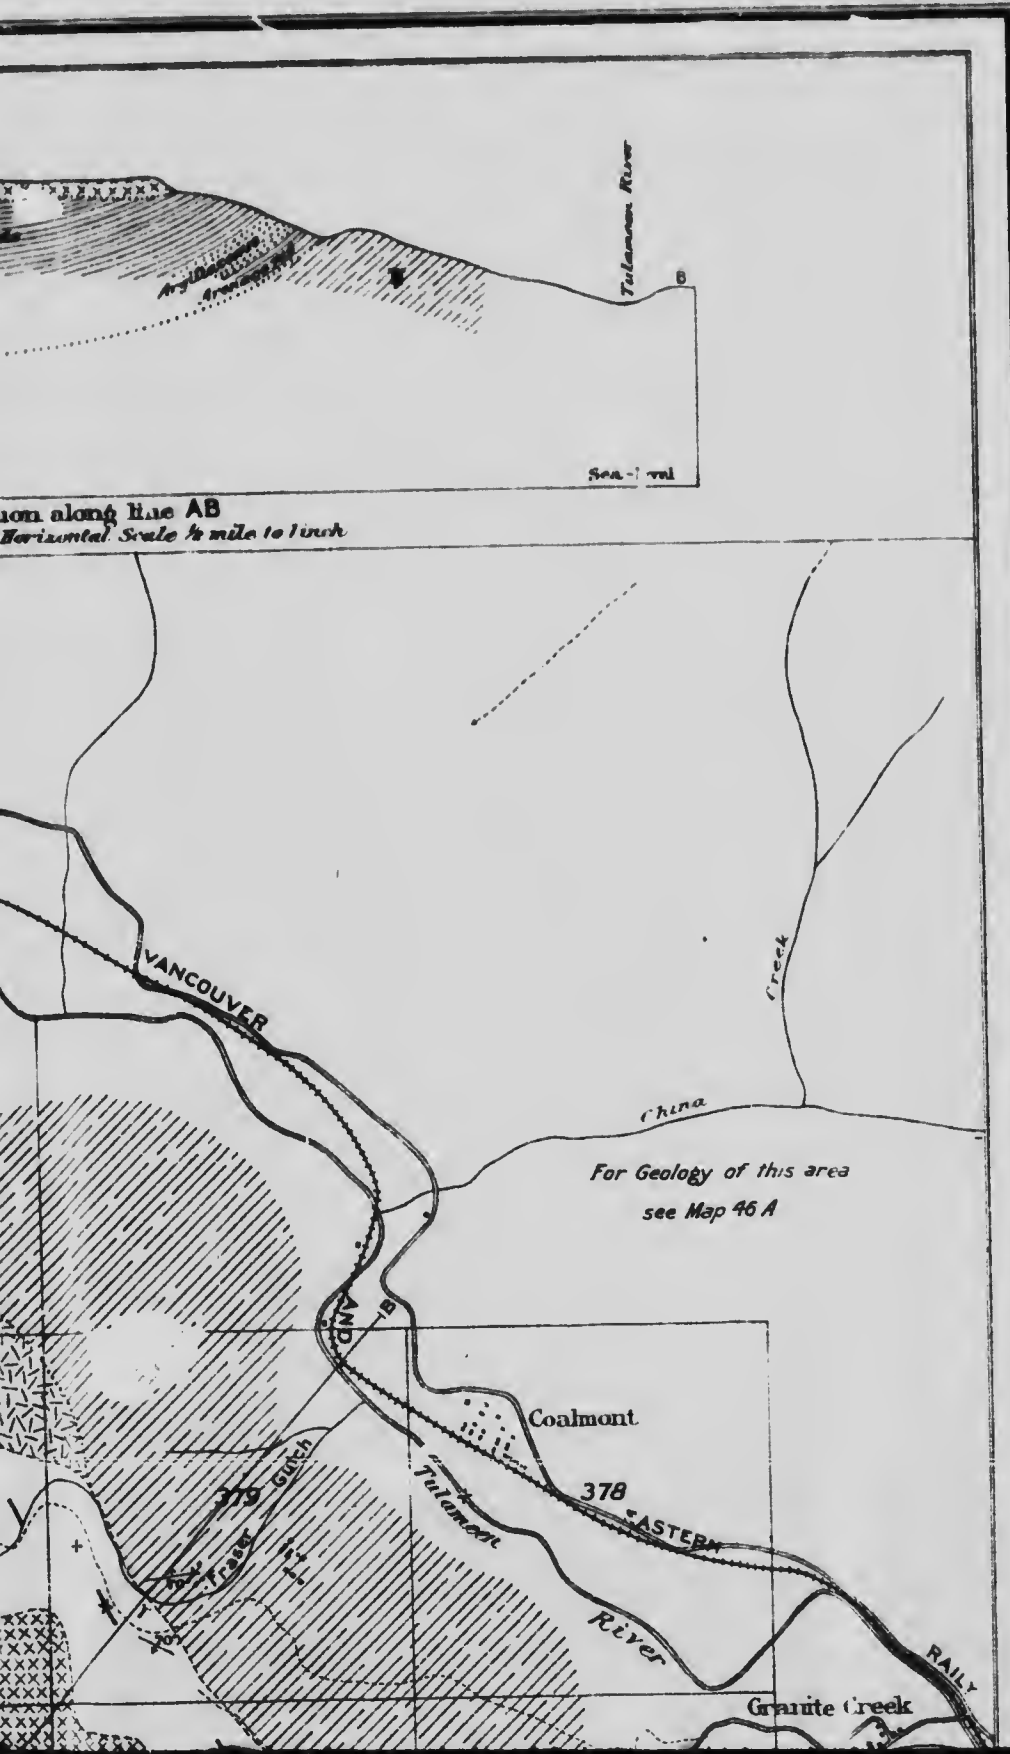 Tulameen River
B
Sea-level
along line AB
Horizontal Scale ½ mile to 1 inch
VANCOUVER
Creek
China
For Geology of this area
see Map 46 A
B
AND
Coalmont
Gulch
379
378
Tulameen
EASTERN
Fraser
River
RAILY
Granite Creek